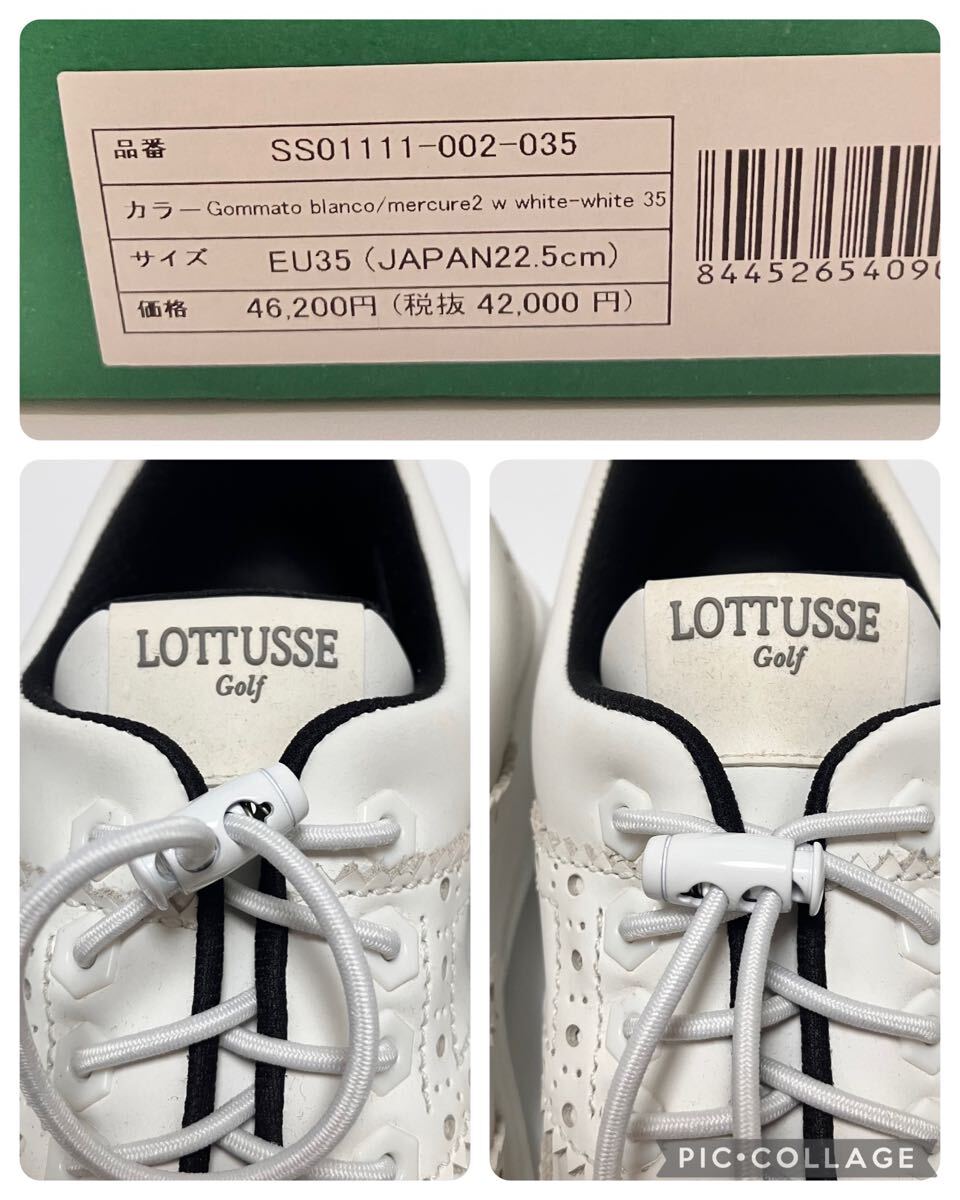 品番 SS01111-002-035
カラー Gommato blanco/mercure2 w white-white 35
サイズ EU35 (JAPAN22.5cm)
価格 46,200円 (税抜 42,000 円)
84452654090
LOTTUSSE
Golf
LOTTUSSE
Golf
PIC•COLLAGE